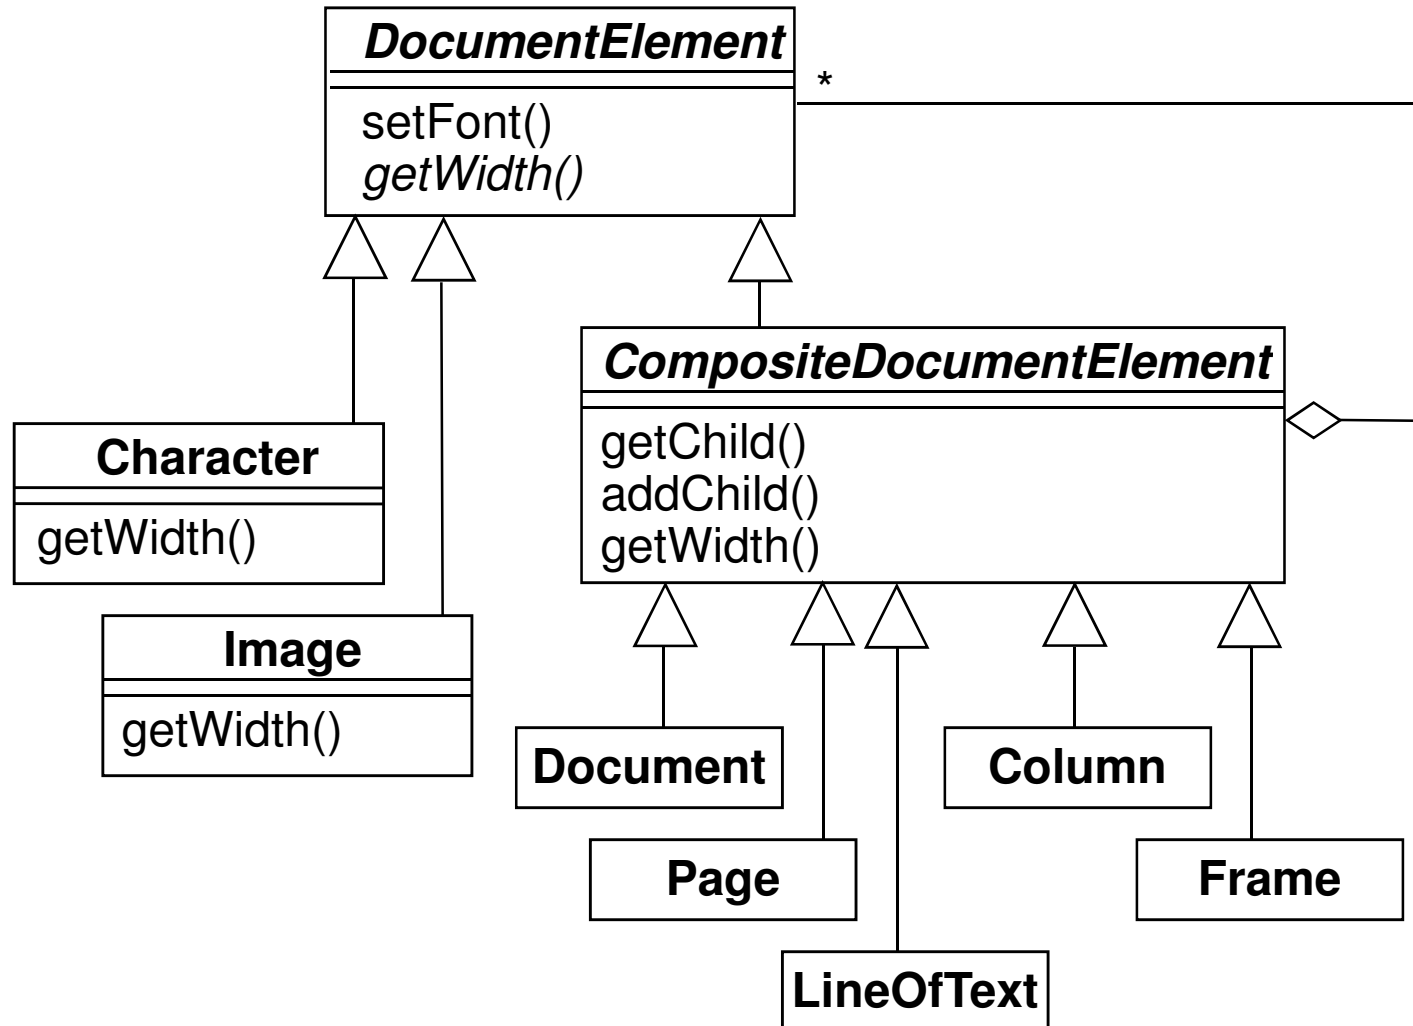 DocumentElement
*
setFont()
getWidth()
CompositeDocumentElement
getChild()
addChild()
getWidth()
Character
getWidth()
Image
getWidth()
Document
Column
Page
Frame
LineOfText